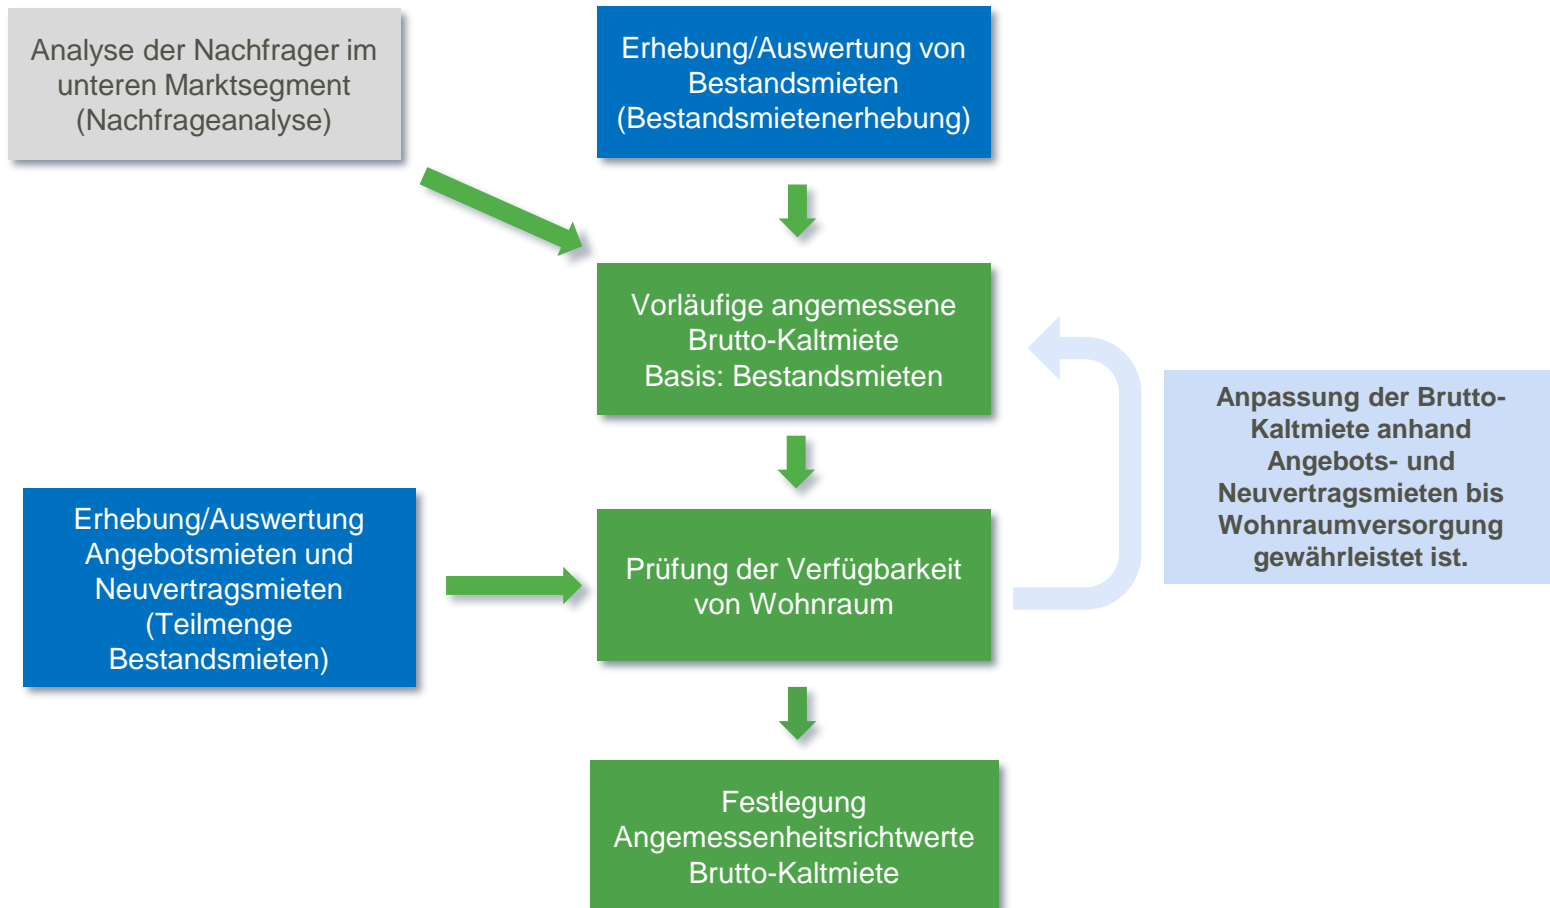 Analyse der Nachfrager im
unteren Marktsegment
(Nachfrageanalyse)
Erhebung/Auswertung von
Bestandsmieten
(Bestandsmietenerhebung)
Vorläufige angemessene
Brutto-Kaltmiete
Basis: Bestandsmieten
Anpassung der Brutto-
Kaltmiete anhand
Angebots- und
Neuvertragsmieten bis
Wohnraumversorgung
gewährleistet ist.
Erhebung/Auswertung
Angebotsmieten und
Neuvertragsmieten
(Teilmenge
Bestandsmieten)
Prüfung der Verfügbarkeit
von Wohnraum
Festlegung
Angemessenheitsrichtwerte
Brutto-Kaltmiete